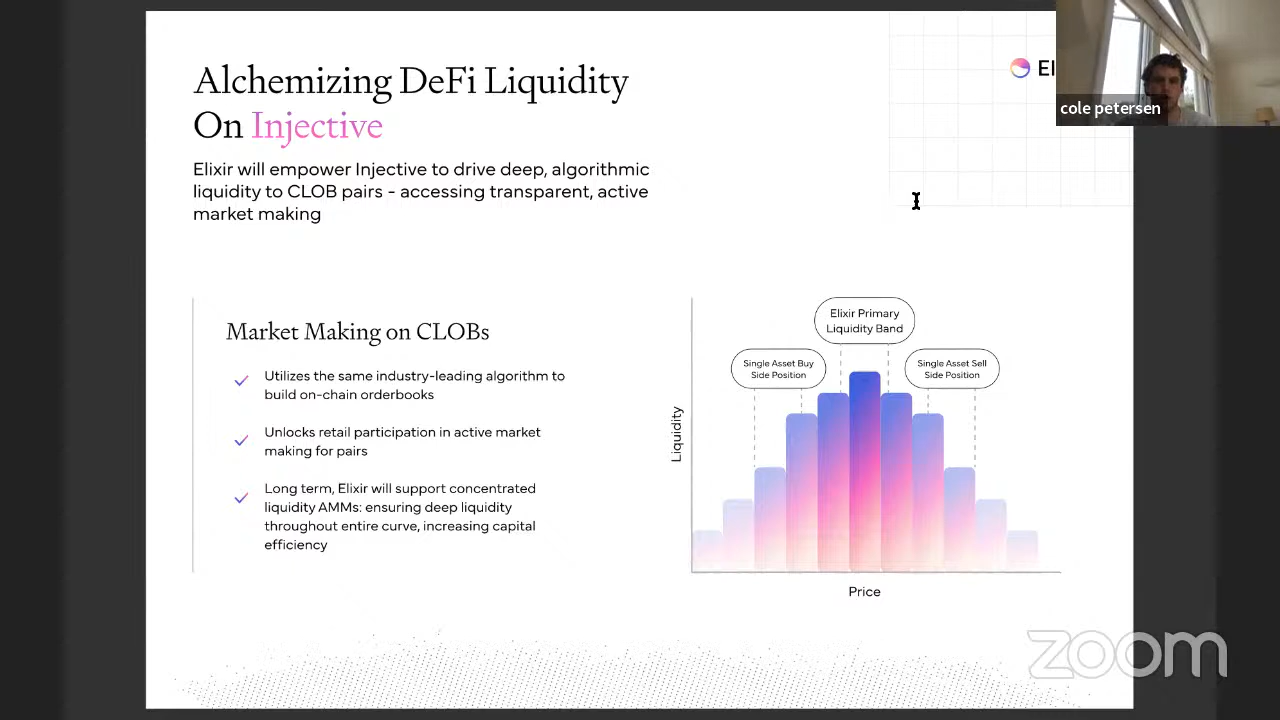 Alchemizing DeFi Liquidity
On Injective
Elixir will empower Injective to drive deep, algorithmic
liquidity to CLOB pairs - accessing transparent, active
market making
El
cole petersen
Market Making on CLOBs
Utilizes the same industry-leading algorithm to
build on-chain orderbooks
Unlocks retail participation in active market
making for pairs
Long term, Elixir will support concentrated
liquidity AMMs: ensuring deep liquidity
throughout entire curve, increasing capital
efficiency
Elixir Primary
Liquidity Band
Single Asset Buy
Side Position
Single Asset Sell
Side Position
Liquidity
Price
zoom